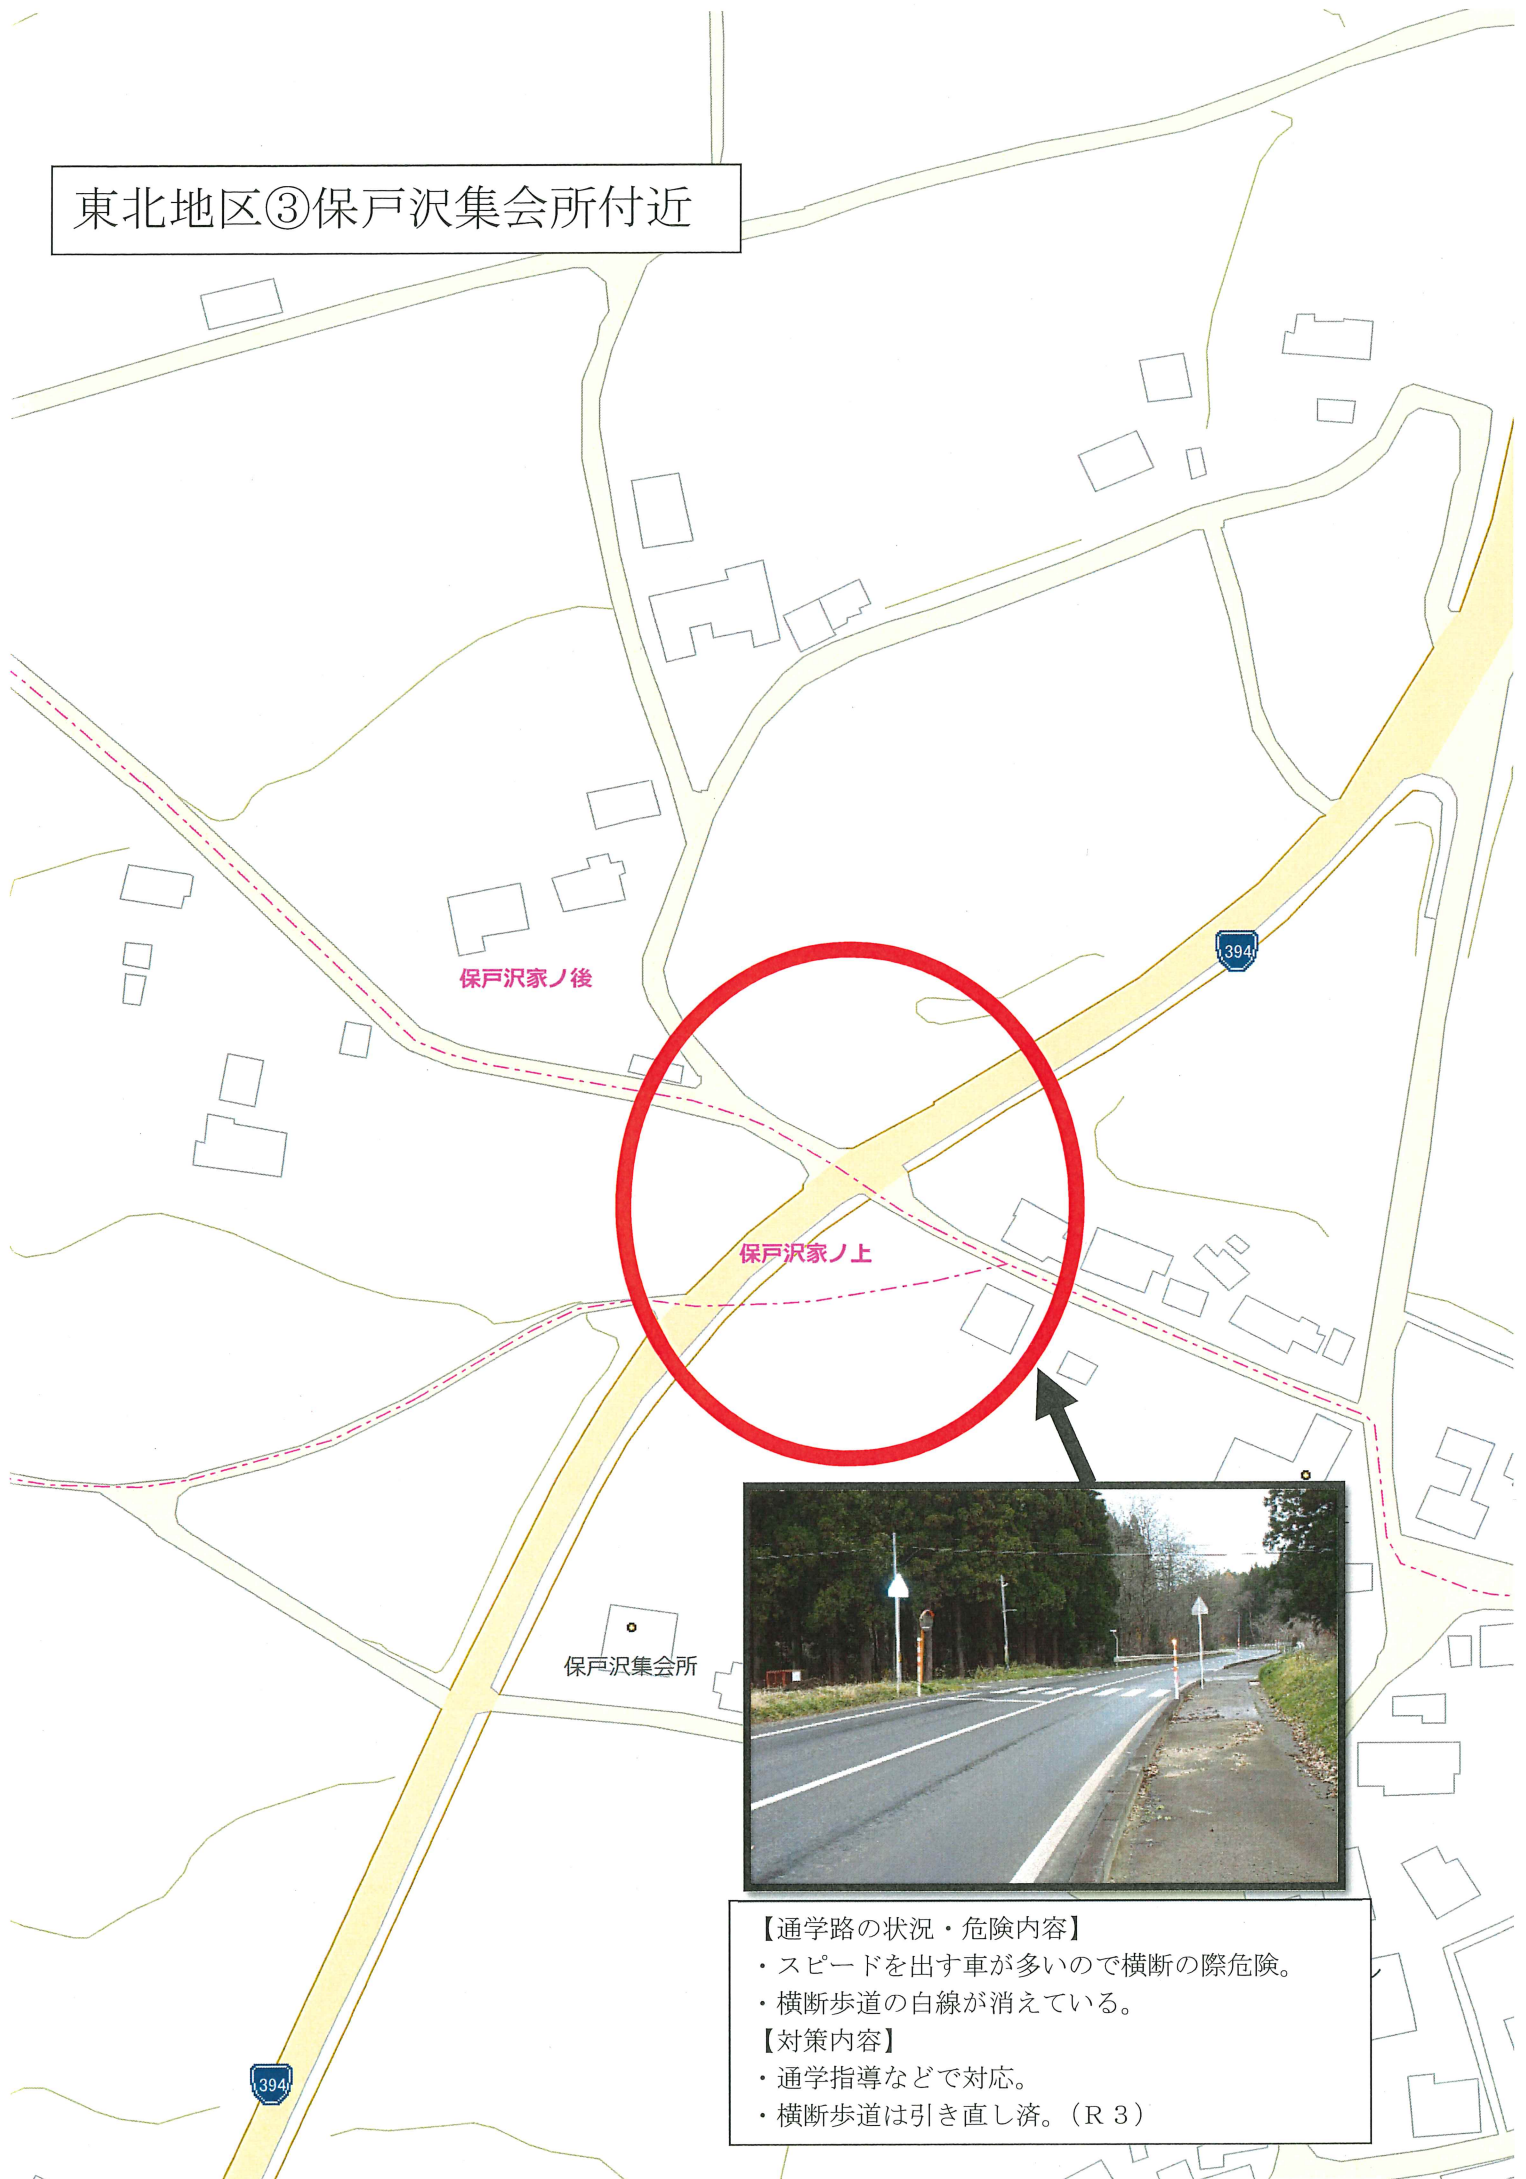 東北地区③保戸沢集会所付近
394
保戸沢家ノ後
保戸沢家ノ上
保戸沢集会所
394
【通学路の状況・危険内容】
・スピードを出す車が多いので横断の際危険。
・横断歩道の白線が消えている。
【対策内容】
・通学指導などで対応。
・横断歩道は引き直し済。（Ｒ３）